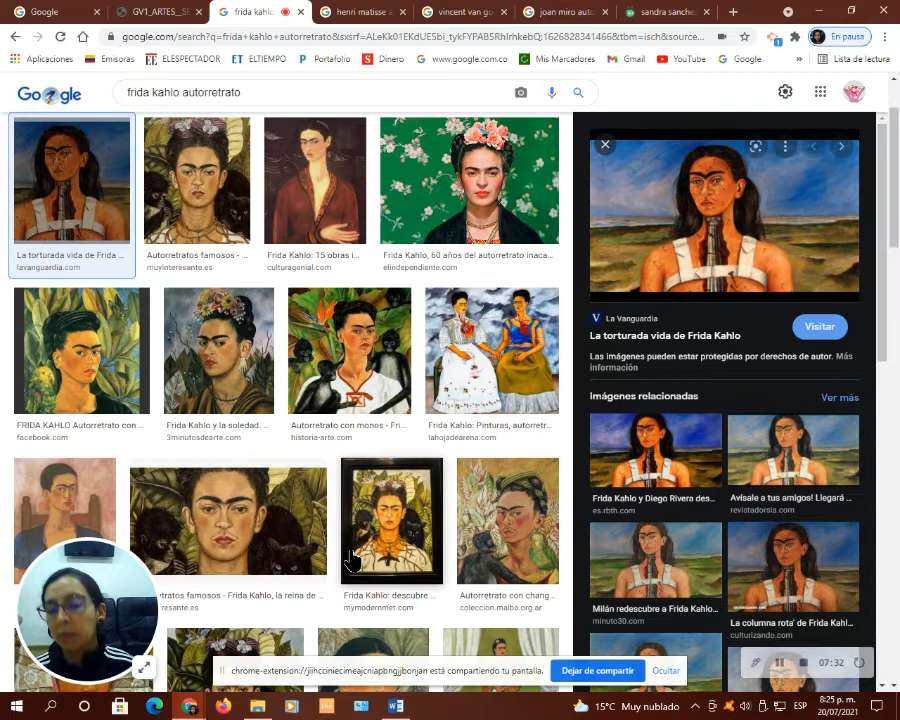 Google
GV1_ARTES__SE
frida kahlo
henri matisse a
vincent van go
joan miro auto
sandra sanchez
google.com/search?q=frida+kahlo+autorretrato&sxsrf=ALeKk01EKdUE5bi_tykFYPAB5RhIrhkebQ:1626828341466&tbm=isch&source...
En pausa
Aplicaciones
Emisoras
EE ELESPECTADOR
ET ELTIEMPO
P Portafolio
S Dinero
www.google.com.co
Mis Marcadores
Gmail
YouTube
Google
»
Lista de lectura
Google
frida kahlo autorretrato
La torturada vida de Frida ...
lavanguardia.com
Autorretratos famosos - ...
muyinteresante.es
Frida Kahlo: 15 obras i...
culturagenial.com
Frida Kahlo, 60 años del autorretrato inaca...
elindependiente.com
FRIDA KAHLO Autorretrato con ...
facebook.com
Frida Kahlo y la soledad. ...
3minutosdearte.com
Autorretrato con monos - Fri...
historia-arte.com
Frida Kahlo: Pinturas, autorretr...
lahojadearena.com
etratos famosos - Frida Kahlo, la reina de ...
esante.es
Frida Kahlo: descubre ...
mymodernmet.com
Autorretrato con chang...
coleccion.malba.org.ar
V La Vanguardia
La torturada vida de Frida Kahlo
Visitar
Las imágenes pueden estar protegidas por derechos de autor. Más
información
Imágenes relacionadas
Ver más
Frida Kahlo y Diego Rivera des...
es.rbth.com
Avísale a tus amigos! Llegará ...
revistadorsia.com
Milán redescubre a Frida Kahlo...
minuto30.com
La columna rota' de Frida Kahl...
culturizando.com
chrome-extension://jiihcciniecimeajcniapbngjjbonjan está compartiendo tu pantalla.
Dejar de compartir
Ocultar
07:32
15°C Muy nublado
ESP
8:25 p. m.
20/07/2021